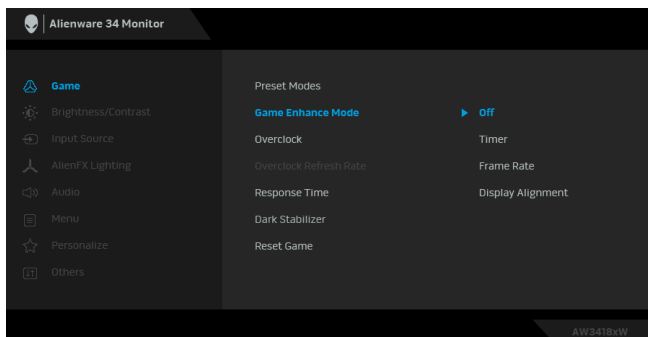 Alienware 34 Monitor
Game
Preset Modes
Brightness/Contrast
Game Enhance Mode
Off
Input Source
Overclock
Timer
AlienFX Lighting
Overclock Refresh Rate
Frame Rate
Audio
Response Time
Display Alignment
Menu
Dark Stabilizer
Personalize
Reset Game
Others
AW3418xW